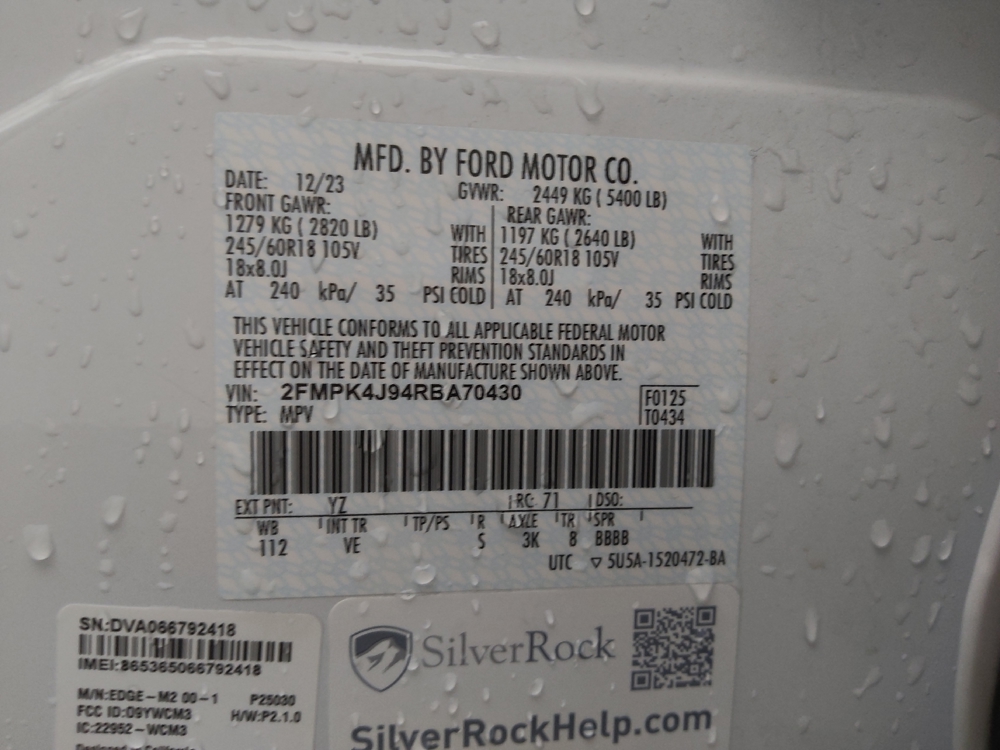 MFD. BY FORD MOTOR CO.
DATE: 12/23 GVWR: 2449 KG ( 5400 LB)
FRONT GAWR: REAR GAWR:
1279 KG ( 2820 LB) WITH 1197 KG ( 2640 LB) WITH
245/60R18 105V TIRES 245/60R18 105V TIRES
18x8.0J RIMS 18x8.0J RIMS
AT 240 kPa/ 35 PSI COLD AT 240 kPa/ 35 PSI COLD
THIS VEHICLE CONFORMS TO ALL APPLICABLE FEDERAL MOTOR
VEHICLE SAFETY AND THEFT PREVENTION STANDARDS IN
EFFECT ON THE DATE OF MANUFACTURE SHOWN ABOVE.
VIN: 2FMPK4J94RBA70430 F0125
TYPE: MPV T0434
EXT PNT: YZ RC: 71 DSO:
WB INT TR TP/PS R AXLE TR SPR
112 VE S 3K 8 BBBB
UTC ▽ 5U5A-1520472-BA
SN:DVA066792418
IMEI:865365066792418
M/N:EDGE-M2 00-1 P25030
FCC ID:D9YWCM3 H/W:P2.1.0
IC:22952-WCM3
Designed in California
SilverRock
SilverRockHelp.com